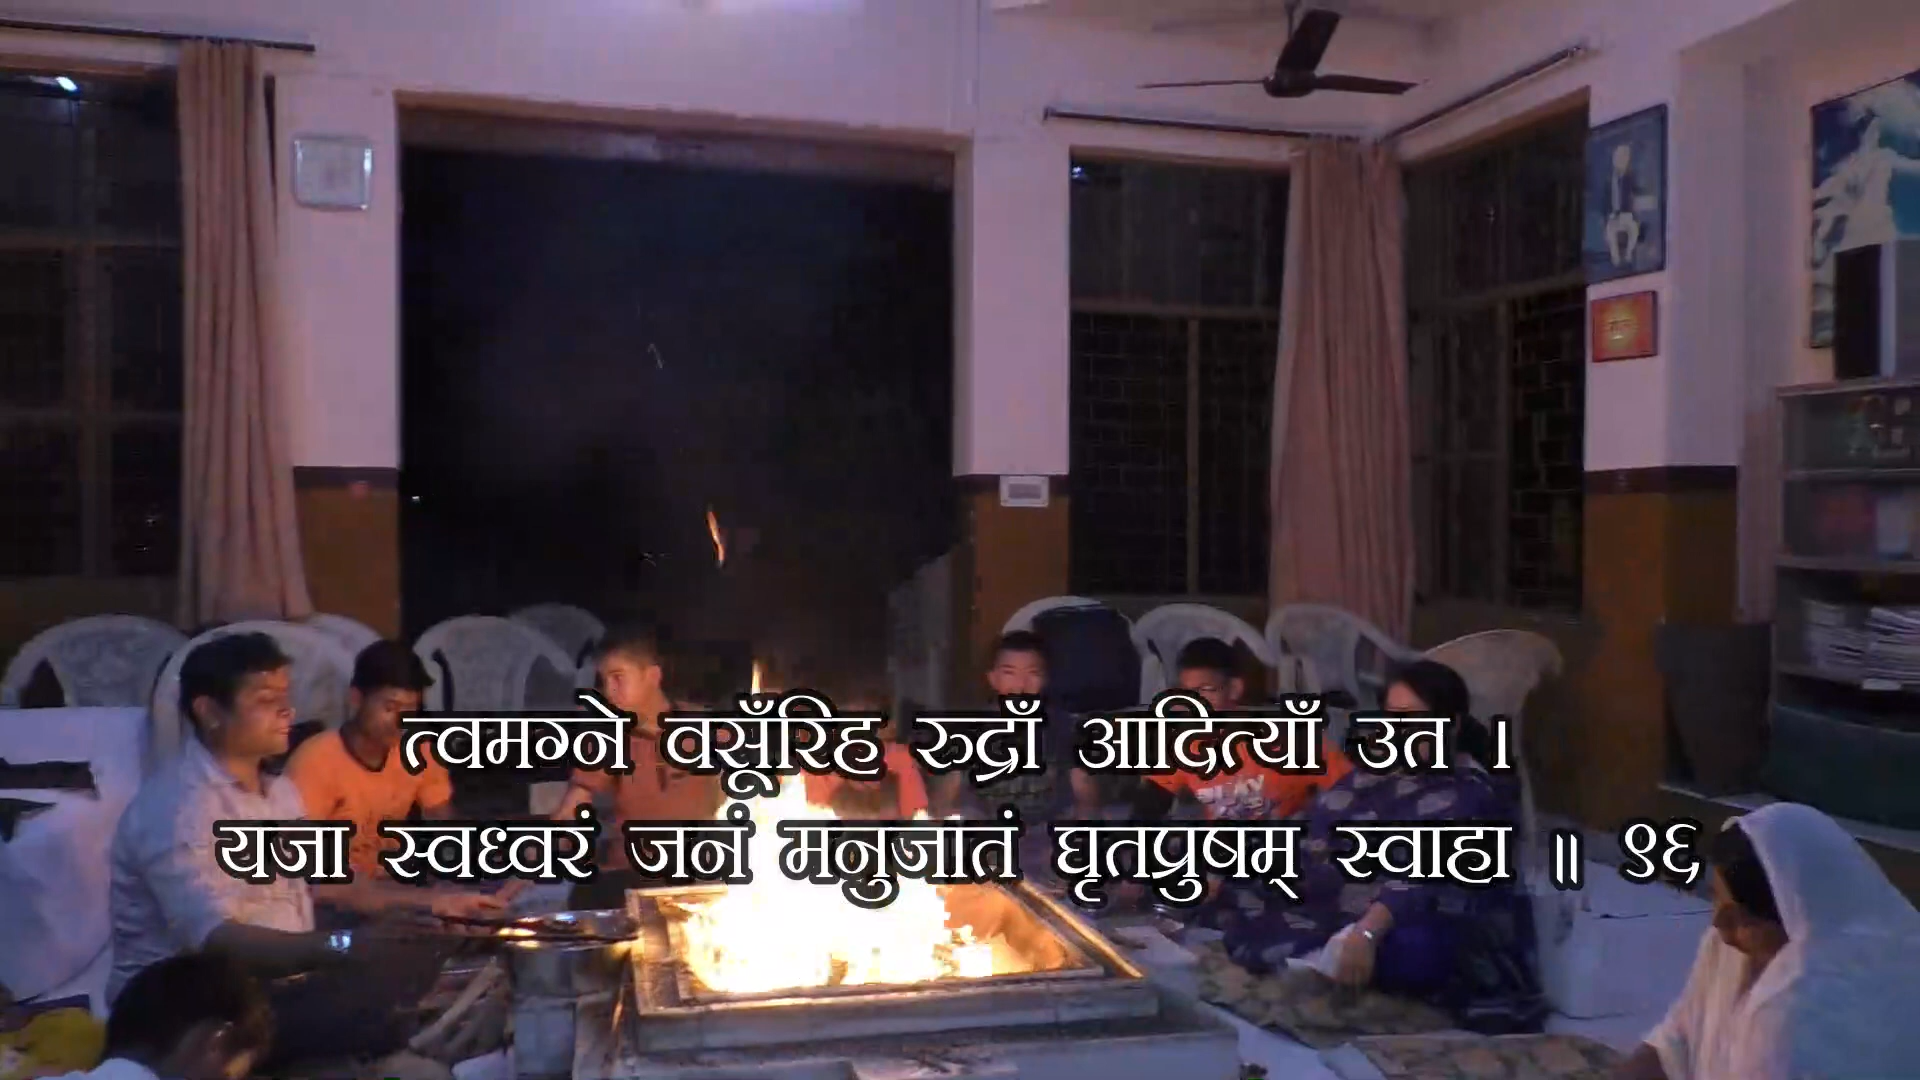 त्वमग्ने वसूँरिह रुद्राँ आदित्याँ उत ।
यजा स्वध्वरं जनं मनुजातं घृतप्रुषम् स्वाहा ॥ ९६